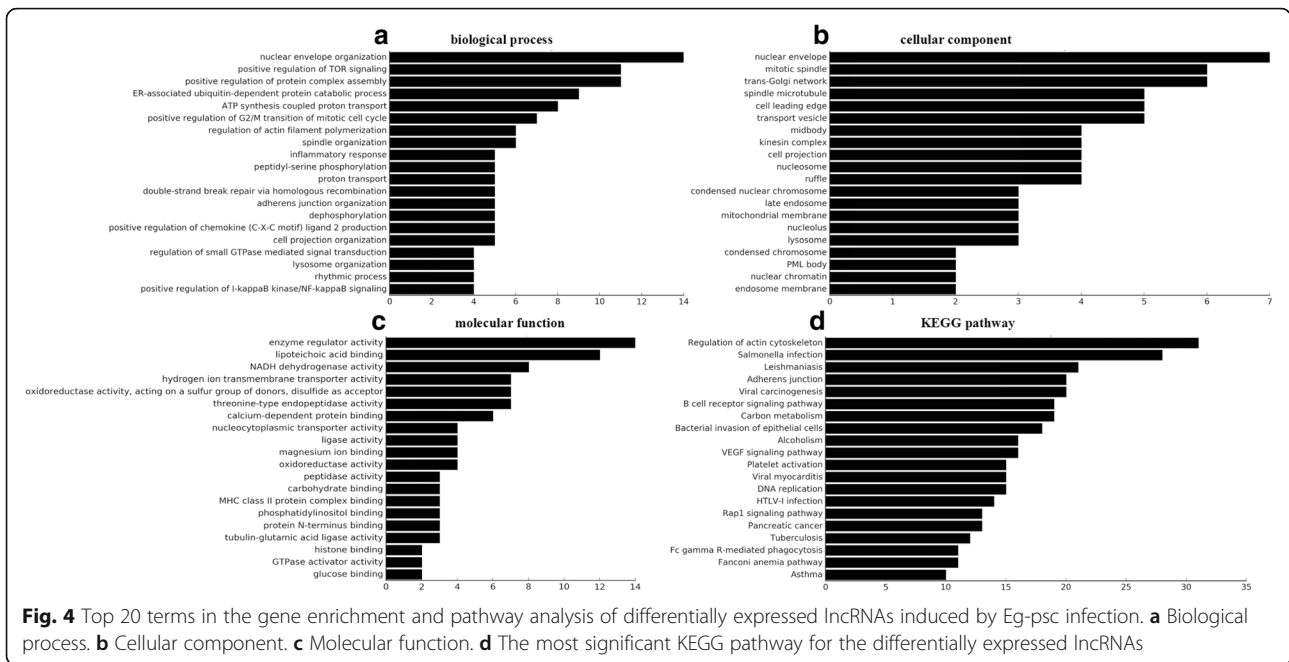 a
biological process
nuclear envelope organization
positive regulation of TOR signaling
positive regulation of protein complex assembly
ER-associated ubiquitin-dependent protein catabolic process
ATP synthesis coupled proton transport
positive regulation of G2/M transition of mitotic cell cycle
regulation of actin filament polymerization
spindle organization
inflammatory response
peptidyl-serine phosphorylation
proton transport
double-strand break repair via homologous recombination
adherens junction organization
dephosphorylation
positive regulation of chemokine (C-X-C motif) ligand 2 production
cell projection organization
regulation of small GTPase mediated signal transduction
lysosome organization
rhythmic process
positive regulation of I-kappaB kinase/NF-kappaB signaling
0 2 4 6 8 10 12 14
b
cellular component
nuclear envelope
mitotic spindle
trans-Golgi network
spindle microtubule
cell leading edge
transport vesicle
midbody
kinesin complex
cell projection
nucleosome
ruffle
condensed nuclear chromosome
late endosome
mitochondrial membrane
nucleolus
lysosome
condensed chromosome
PML body
nuclear chromatin
endosome membrane
0 1 2 3 4 5 6 7
c
molecular function
enzyme regulator activity
lipoteichoic acid binding
NADH dehydrogenase activity
hydrogen ion transmembrane transporter activity
oxidoreductase activity, acting on a sulfur group of donors, disulfide as acceptor
threonine-type endopeptidase activity
calcium-dependent protein binding
nucleocytoplasmic transporter activity
ligase activity
magnesium ion binding
oxidoreductase activity
peptidase activity
carbohydrate binding
MHC class II protein complex binding
phosphatidylinositol binding
protein N-terminus binding
tubulin-glutamic acid ligase activity
histone binding
GTPase activator activity
glucose binding
0 2 4 6 8 10 12 14
d
KEGG pathway
Regulation of actin cytoskeleton
Salmonella infection
Leishmaniasis
Adherens junction
Viral carcinogenesis
B cell receptor signaling pathway
Carbon metabolism
Bacterial invasion of epithelial cells
Alcoholism
VEGF signaling pathway
Platelet activation
Viral myocarditis
DNA replication
HTLV-I infection
Rap1 signaling pathway
Pancreatic cancer
Tuberculosis
Fc gamma R-mediated phagocytosis
Fanconi anemia pathway
Asthma
0 5 10 15 20 25 30 35
Fig. 4 Top 20 terms in the gene enrichment and pathway analysis of differentially expressed lncRNAs induced by Eg-psc infection. a Biological
process. b Cellular component. c Molecular function. d The most significant KEGG pathway for the differentially expressed lncRNAs